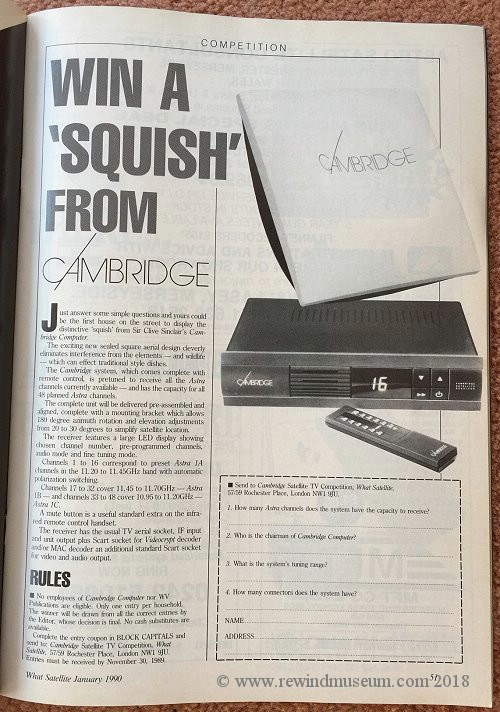 COMPETITION
WIN A
'SQUISH'
FROM
CAMBRIDGE
Just answer some simple questions and yours could
be the first house on the street to display the
distinctive 'squish' from Sir Clive Sinclair's Cam-
bridge Computer.
The exciting new sealed square aerial design cleverly
eliminates interference from the elements — and wildlife
— which can effect traditional style dishes.
The Cambridge system, which comes complete with
remote control, is pretuned to receive all the Astra
channels currently available — and has the capacity for all
48 planned Astra channels.
The complete unit will be delivered pre-assembled and
aligned, complete with a mounting bracket which allows
180 degree azimuth rotation and elevation adjustments
from 20 to 30 degrees to simplify satellite location.
The receiver features a large LED display showing
chosen channel number, pre-programmed channels,
audio mode and fine tuning mode.
Channels 1 to 16 correspond to preset Astra 1A
channels in the 11.20 to 11.45GHz band with automatic
polarization switching.
Channels 17 to 32 cover 11.45 to 11.70GHz — Astra
1B — and channels 33 to 48 cover 10.95 to 11.20GHz —
Astra 1C.
A mute button is a useful standard extra on the infra-
red remote control handset.
The receiver has the usual TV aerial socket, IF input
and unit output plus Scart socket for Videocrypt decoder
and/or MAC decoder an additional standard Scart socket
for video and audio output.
RULES
■ No employees of Cambridge Computer nor WV
Publications are eligible. Only one entry per household.
The winner will be drawn from all the correct entries by
the Editor, whose decision is final. No cash substitutes are
available.
Complete the entry coupon in BLOCK CAPITALS and
send to: Cambridge Satellite TV Competition, What
Satellite, 57/59 Rochester Place, London NW1 9JU.
Entries must be received by November 30, 1989.
What Satellite January 1990
CAMBRIDGE
CAMBRIDGE
16
■ Send to Cambridge Satellite TV Competition, What Satellite,
57/59 Rochester Place, London NW1 9JU.
1. How many Astra channels does the system have the capacity to receive?
2. Who is the chairman of Cambridge Computer?
3. What is the system's tuning range?
4. How many connectors does the system have?
NAME
ADDRESS
© www.rewindmuseum.com 2018